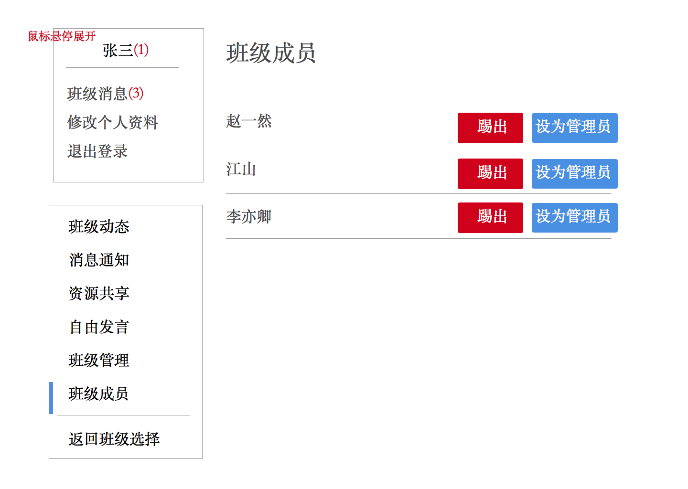 鼠标悬停展开
张三(1)
班级消息(3)
修改个人资料
退出登录
班级动态
消息通知
资源共享
自由发言
班级管理
班级成员
返回班级选择
班级成员
赵一然 踢出 设为管理员
江山 踢出 设为管理员
李亦卿 踢出 设为管理员